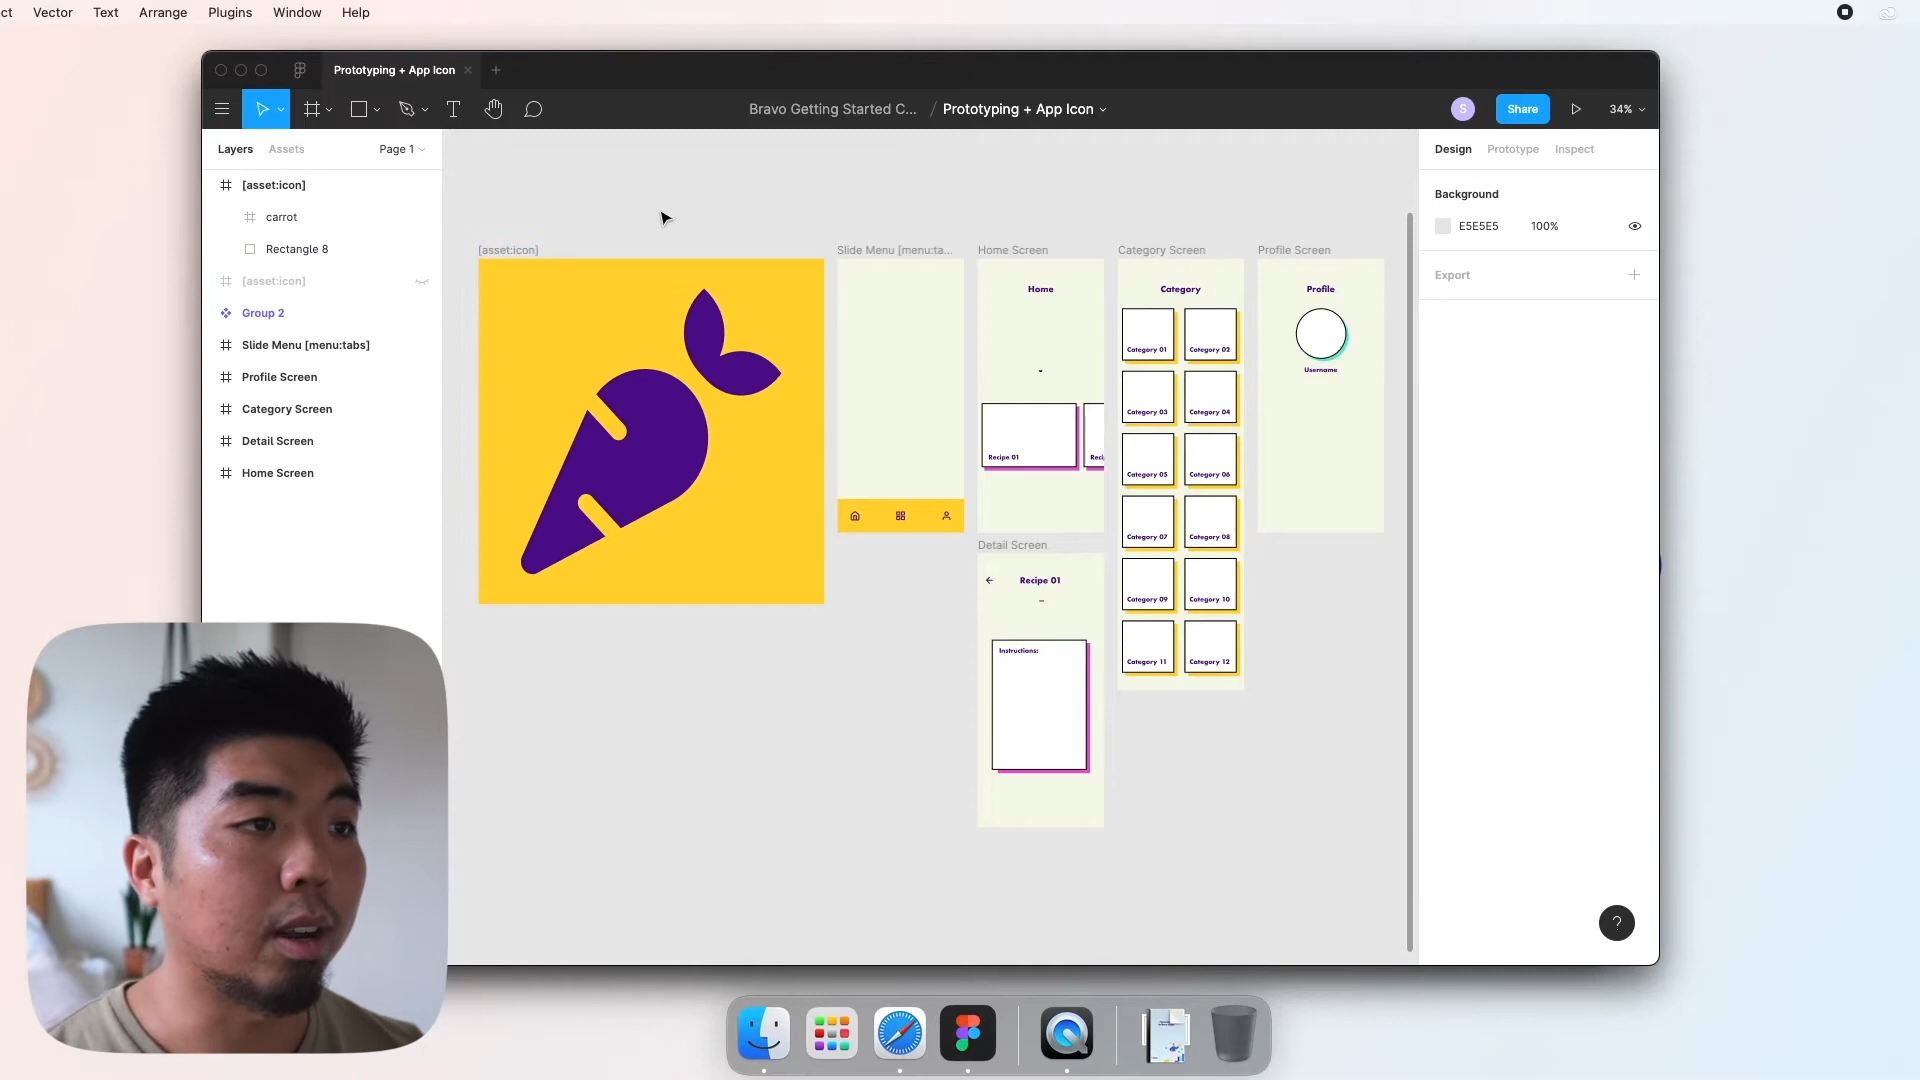 ct Vector Text Arrange Plugins Window Help
Prototyping + App Icon
Bravo Getting Started C... / Prototyping + App Icon
S
Share
34%
Layers Assets Page 1
[asset:icon]
carrot
Rectangle 8
[asset:icon]
Group 2
Slide Menu [menu:tabs]
Profile Screen
Category Screen
Detail Screen
Home Screen
[asset:icon]
Slide Menu [menu:ta...
Home Screen
Home
-
Recipe 01
Reci
Detail Screen
Recipe 01
–
Instructions:
Category Screen
Category
Category 01 Category 02
Category 03 Category 04
Category 05 Category 06
Category 07 Category 08
Category 09 Category 10
Category 11 Category 12
Profile Screen
Profile
Username
Design Prototype Inspect
Background
E5E5E5 100%
Export
?